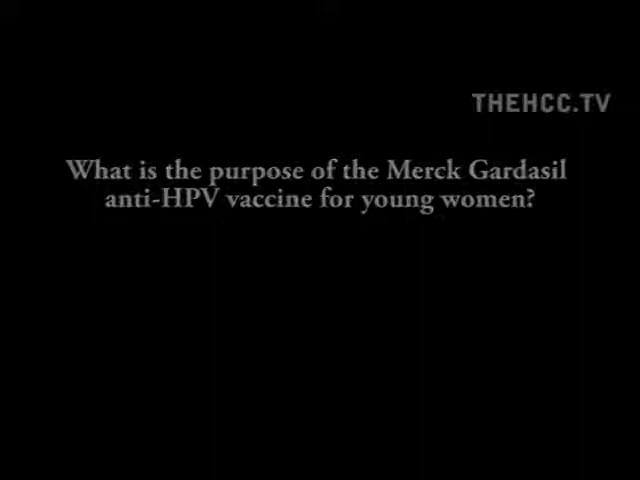 THEHCC.TV
What is the purpose of the Merck Gardasil
anti-HPV vaccine for young women?